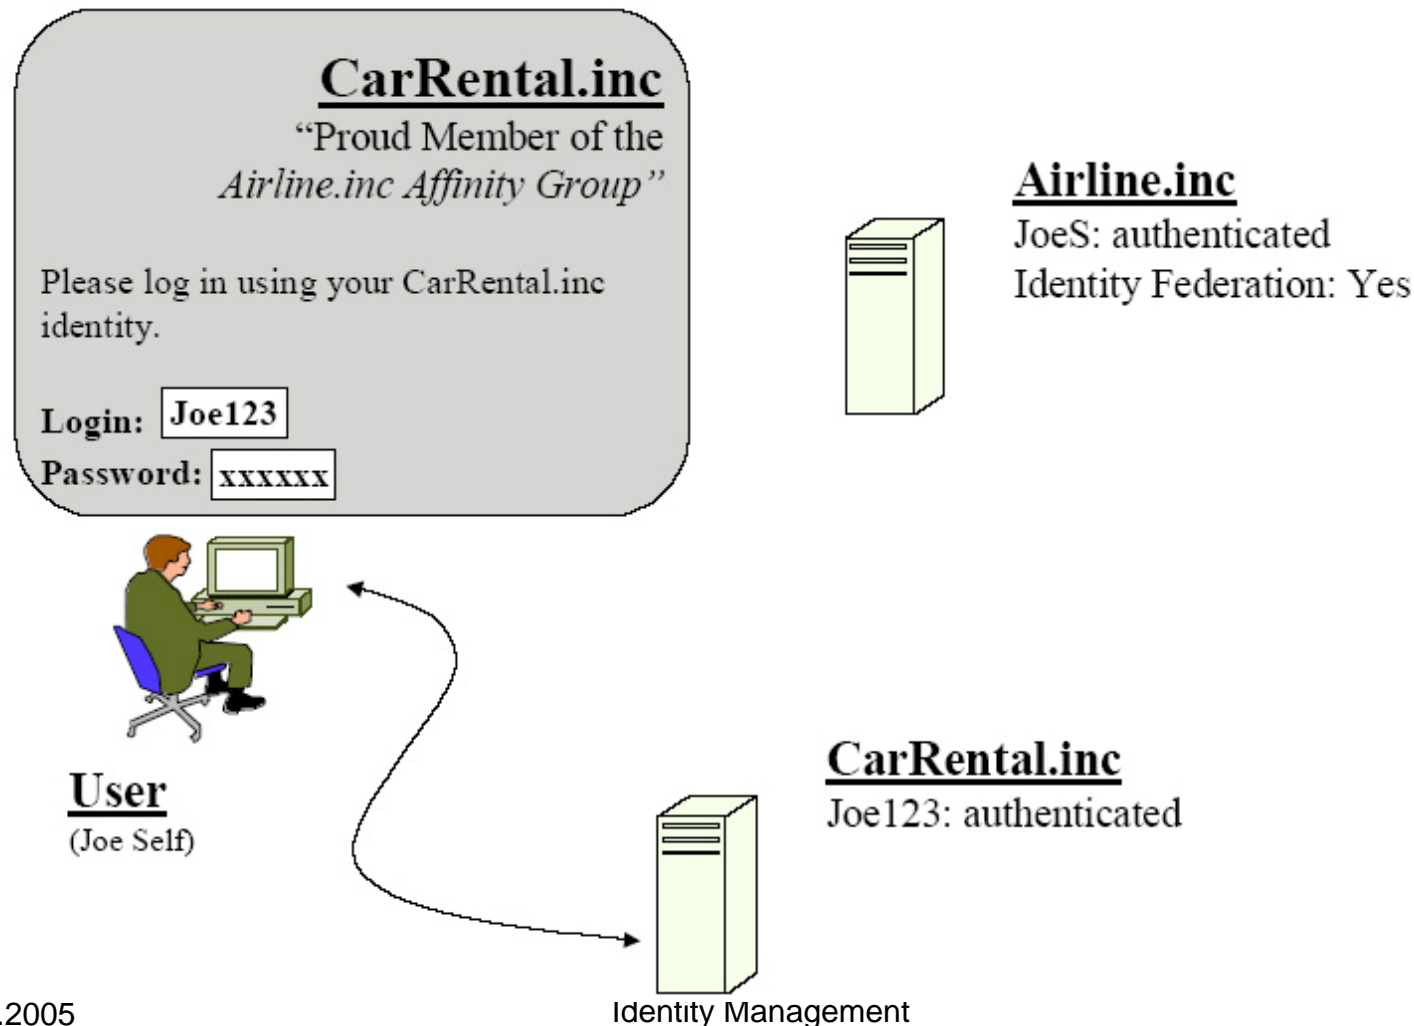 CarRental.inc
“Proud Member of the
Airline.inc Affinity Group”
Please log in using your CarRental.inc
identity.
Login: Joe123
Password: xxxxxx
Airline.inc
JoeS: authenticated
Identity Federation: Yes
User
(Joe Self)
CarRental.inc
Joe123: authenticated
.2005
Identity Management